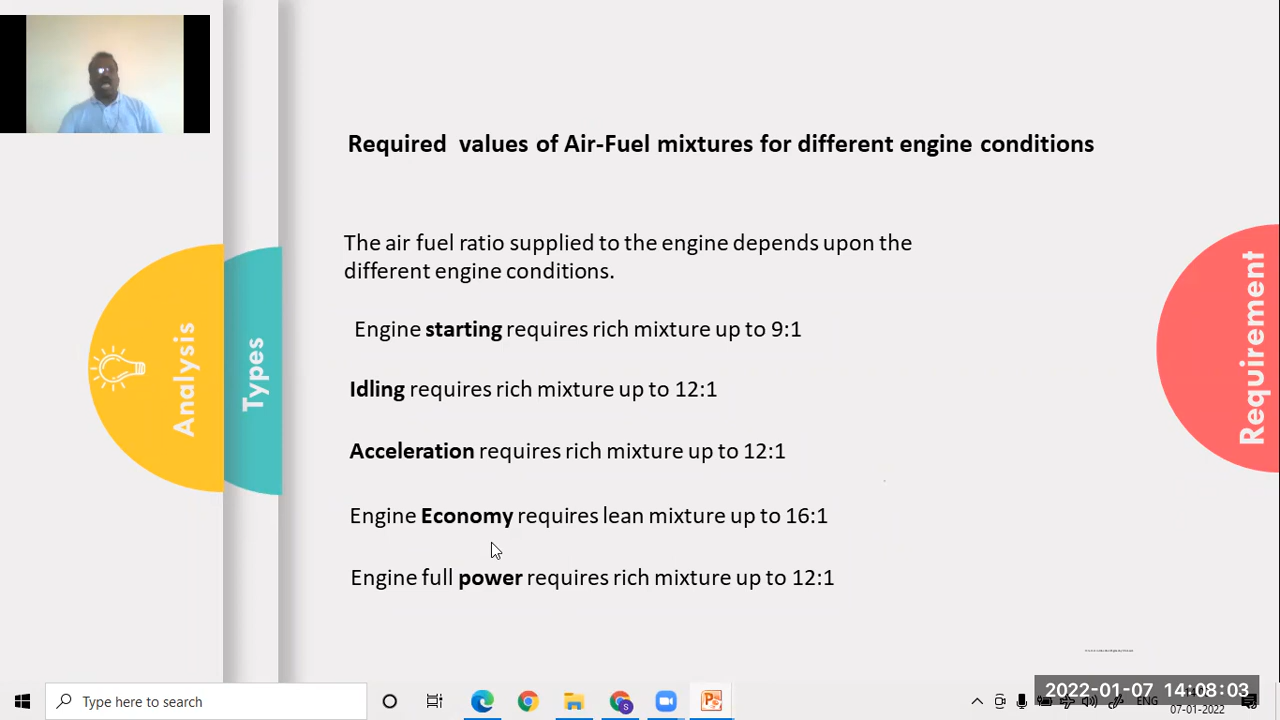 Required values of Air-Fuel mixtures for different engine conditions
The air fuel ratio supplied to the engine depends upon the
different engine conditions.
Engine starting requires rich mixture up to 9:1
Idling requires rich mixture up to 12:1
Acceleration requires rich mixture up to 12:1
Engine Economy requires lean mixture up to 16:1
Engine full power requires rich mixture up to 12:1
Analysis
Types
Requirement
Type here to search
ENG
2022-01-07 14:08:03
07-01-2022